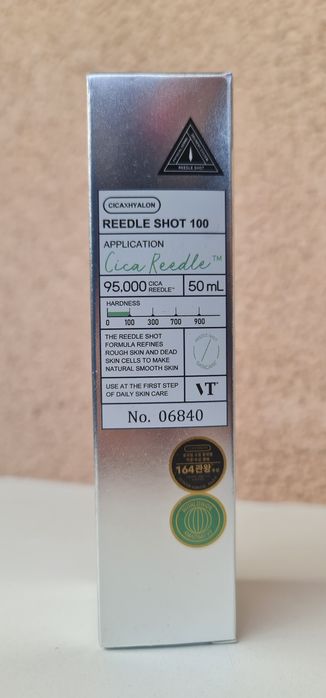 REEDLE SHOT
CICA×HYALON
REEDLE SHOT 100
APPLICATION
Cica Reedle™
95.000 CICA REEDLE™ 50 mL
HARDNESS
0 100 300 700 900
THE REEDLE SHOT
FORMULA REFINES
ROUGH SKIN AND DEAD
SKIN CELLS TO MAKE
NATURAL SMOOTH SKIN
USE AT THE FIRST STEP
OF DAILY SKIN CARE
VT
No. 06840
164관왕